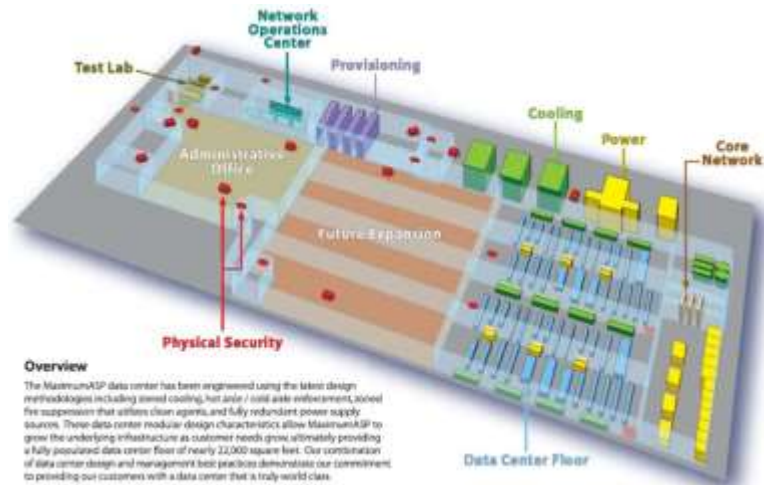 Network
Operations
Center
Test Lab
Provisioning
Cooling
Power
Core
Network
Administrative
Office
Future Expansion
Physical Security
Data Center Floor
Overview
The MaximumASP data center has been engineered using the latest design
methodologies including zoned cooling, hot aisle / cold aisle enforcement, zoned
fire suppression that utilizes clean agents, and fully redundant power supply
sources. These data center modular design characteristics allow MaximumASP to
grow the underlying infrastructure as customer needs grow, ultimately providing
a fully populated data center floor of nearly 22,000 square feet. Our combination
of data center design and management best practices demonstrate our commitment
to providing our customers with a data center that is truly world class.